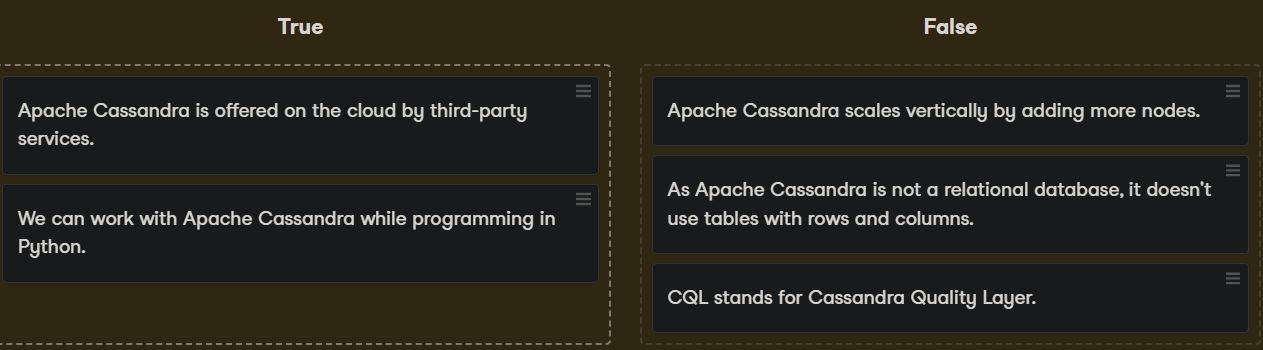 True
Apache Cassandra is offered on the cloud by third-party
services.
We can work with Apache Cassandra while programming in
Python.
False
Apache Cassandra scales vertically by adding more nodes.
As Apache Cassandra is not a relational database, it doesn't
use tables with rows and columns.
CQL stands for Cassandra Quality Layer.